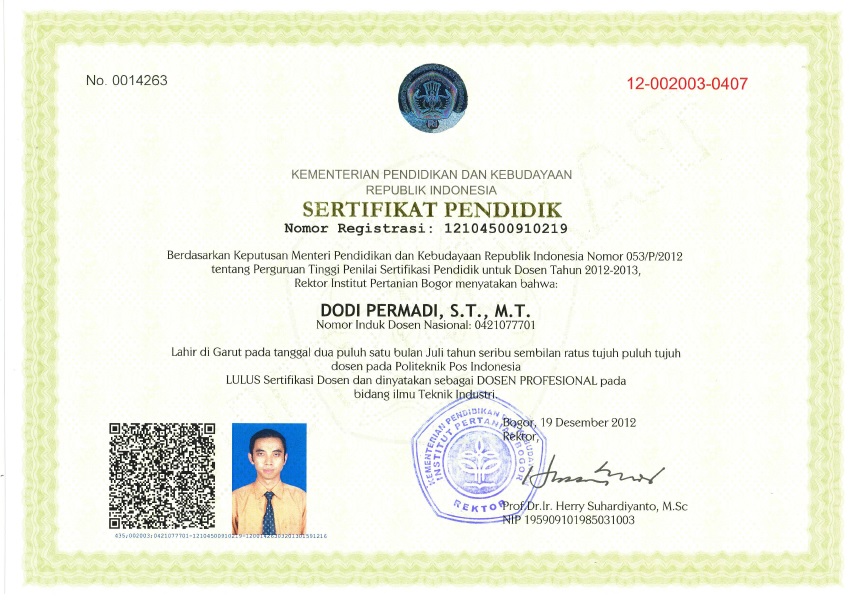 No. 0014263
12-002003-0407
KEMENTERIAN PENDIDIKAN DAN KEBUDAYAAN
REPUBLIK INDONESIA
SERTIFIKAT PENDIDIK
Nomor Registrasi: 12104500910219
Berdasarkan Keputusan Menteri Pendidikan dan Kebudayaan Republik Indonesia Nomor 053/P/2012
tentang Perguruan Tinggi Penilai Sertifikasi Pendidik untuk Dosen Tahun 2012-2013,
Rektor Institut Pertanian Bogor menyatakan bahwa:
DODI PERMADI, S.T., M.T.
Nomor Induk Dosen Nasional: 0421077701
Lahir di Garut pada tanggal dua puluh satu bulan Juli tahun seribu sembilan ratus tujuh puluh tujuh
dosen pada Politeknik Pos Indonesia
LULUS Sertifikasi Dosen dan dinyatakan sebagai DOSEN PROFESIONAL pada
bidang ilmu Teknik Industri.
Bogor, 19 Desember 2012
Rektor,
KEMENTERIAN PENDIDIKAN DAN KEBUDAYAAN
INSTITUT PERTANIAN BOGOR
REKTOR
Prof.Dr.Ir. Herry Suhardiyanto, M.Sc
NIP 195909101985031003